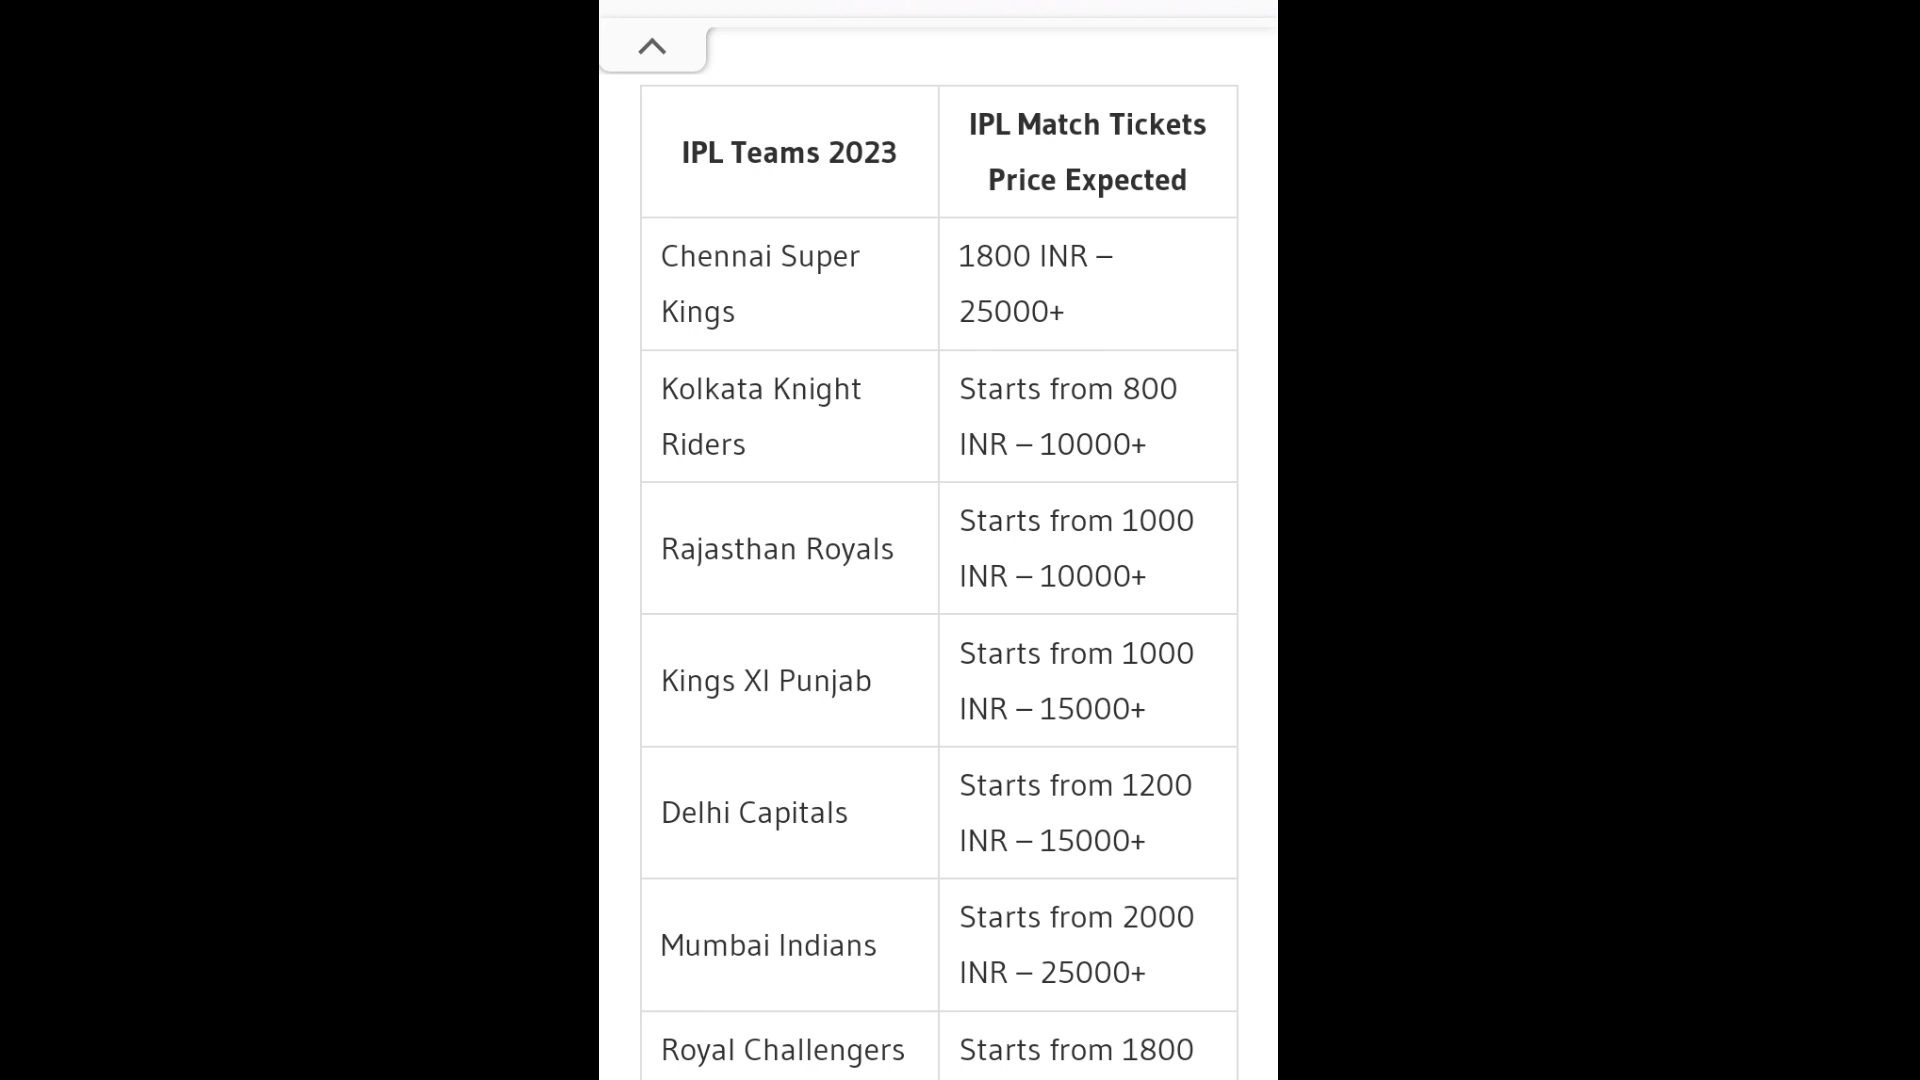 IPL Teams 2023
IPL Match Tickets
Price Expected
Chennai Super
Kings
1800 INR –
25000+
Kolkata Knight
Riders
Starts from 800
INR – 10000+
Rajasthan Royals
Starts from 1000
INR – 10000+
Kings XI Punjab
Starts from 1000
INR – 15000+
Delhi Capitals
Starts from 1200
INR – 15000+
Mumbai Indians
Starts from 2000
INR – 25000+
Royal Challengers
Starts from 1800